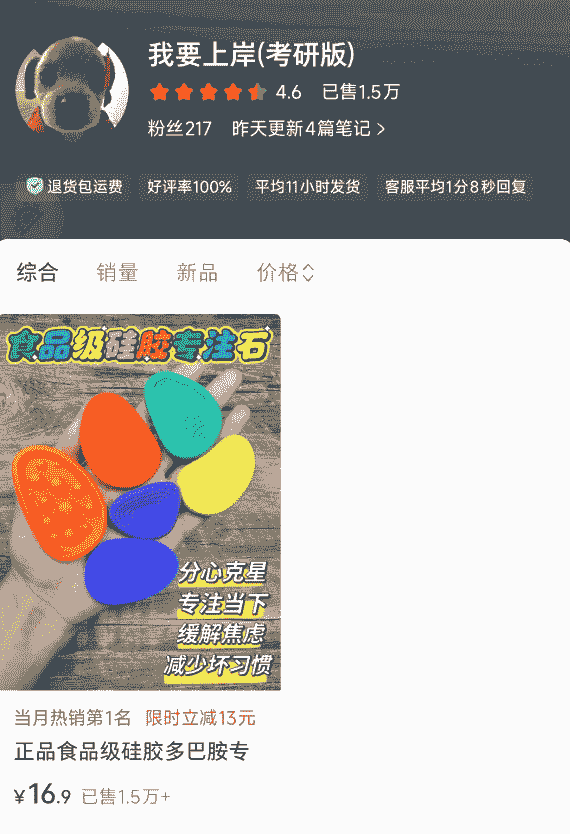 我要上岸(考研版)
4.6 已售1.5万
粉丝217 昨天更新4篇笔记 >
退货包运费 好评率100% 平均11小时发货 客服平均1分8秒回复
综合 销量 新品 价格
食品级硅胶专注石
分心克星
专注当下
缓解焦虑
减少坏习惯
当月热销第1名 限时立减13元
正品食品级硅胶多巴胺专
¥16.9 已售1.5万+